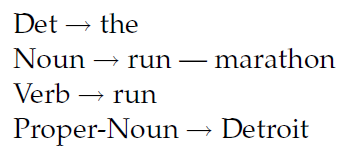 Det → the
Noun → run — marathon
Verb → run
Proper-Noun → Detroit